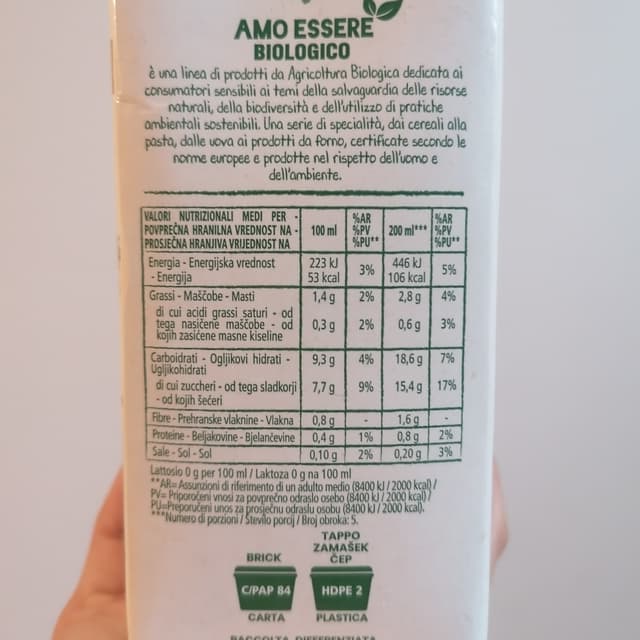 AMO ESSERE
BIOLOGICO
è una linea di prodotti da Agricoltura Biologica dedicata ai
consumatori sensibili ai temi della salvaguardia delle risorse
naturali, della biodiversità e dell'utilizzo di pratiche
ambientali sostenibili. Una serie di specialità, dai cereali alla
pasta, dalle uova ai prodotti da forno, certificate secondo le
norme europee e prodotte nel rispetto dell'uomo e
dell'ambiente.
VALORI NUTRIZIONALI MEDI PER -
POVPREČNA HRANILNA VREDNOST NA -
PROSJEČNA HRANJIVA VRIJEDNOST NA
100 ml
%AR
%PV
%PU**
200 ml***
%AR
%PV
%PU**
Energia - Energijska vrednost
- Energija
223 kJ
53 kcal
3%
446 kJ
106 kcal
5%
Grassi - Maščobe - Masti 1,4 g 2% 2,8 g 4%
di cui acidi grassi saturi - od
tega nasičene maščobe - od
kojih zasićene masne kiseline
0,3 g 2% 0,6 g 3%
Carboidrati - Ogljikovi hidrati -
Ugljikohidrati
9,3 g 4% 18,6 g 7%
di cui zuccheri - od tega sladkorji
- od kojih šećeri
7,7 g 9% 15,4 g 17%
Fibre - Prehranske vlaknine - Vlakna 0,8 g - 1,6 g -
Proteine - Beljakovine - Bjelančevine 0,4 g 1% 0,8 g 2%
Sale - Sol - Sol 0,10 g 2% 0,20 g 3%
Lattosio 0 g per 100 ml / Laktoza 0 g na 100 ml
**AR= Assunzioni di riferimento di un adulto medio (8400 kJ / 2000 kcal) /
PV= Priporočeni vnosi za povprečno odraslo osebo (8400 kJ / 2000 kcal) /
PU=Preporučeni unos za prosječnu odraslu osobu (8400 kJ / 2000 kcal).
***Numero di porzioni / Število porcij / Broj obroka: 5.
BRICK
C/PAP 84
CARTA
TAPPO
ZAMAŠEK
ČEP
HDPE 2
PLASTICA
RACCOLTA DIFFERENZIATA